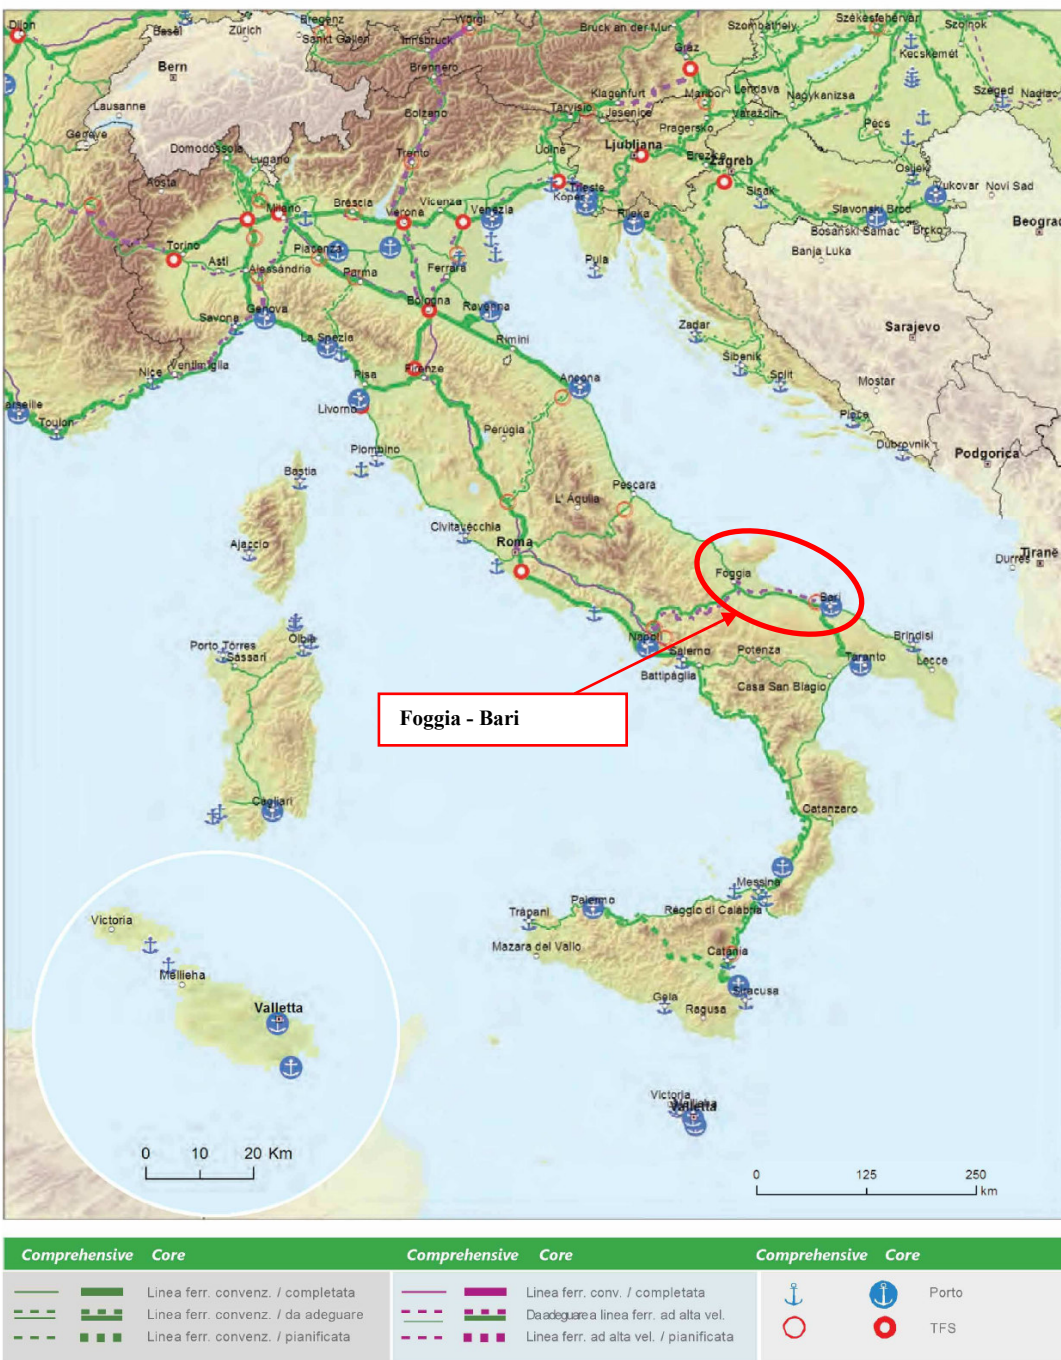 Dijon
Basel
Zürich
Bregenz
Sankt Gallen
Innsbruck
Wörgl
Bruck an der Mur
Szombathely
Székesfehérvár
Szolnok
Bern
Brennero
Graz
Kecskemét
Lausanne
Bolzano
Klagenfurt
Maribor
Lendava
Nagykanizsa
Szeged
Genève
Tarvisio
Jesenice
Varaždin
Pécs
Domodossola
Lugano
Trento
Udine
Ljubljana
Pragersko
Zagreb
Osijek
Aosta
Trieste
Koper
Sisak
Vukovar
Novi Sad
Milano
Brescia
Verona
Vicenza
Venezia
Rijeka
Slavonski Brod
Bosanski Samac
Brcko
Torino
Asti
Piacenza
Pula
Banja Luka
Alessandria
Parma
Ferrara
Genova
Bologna
Ravenna
Savona
La Spezia
Rimini
Zadar
Sarajevo
Nice
Ventimiglia
Pisa
Firenze
Ancona
Šibenik
Split
Mostar
Toulon
Livorno
Perugia
Ploce
Piombino
Dubrovnik
Podgorica
Bastia
Pescara
L' Aquila
Civitavecchia
Roma
Ajaccio
Durres
Tiranë
Foggia
Bari
Porto Torres
Olbia
Napoli
Brindisi
Sassari
Salerno
Potenza
Taranto
Lecce
Battipaglia
Casa San Biagio
Foggia - Bari
Cagliari
Catanzaro
Messina
Victoria
Trapani
Palermo
Reggio di Calabria
Mazara del Vallo
Catania
Mellieha
Gela
Siracusa
Valletta
Ragusa
Victoria
Mellieha
Valletta
0 10 20 Km
0 125 250
km
Comprehensive Core Comprehensive Core Comprehensive Core
Linea ferr. convenz. / completata Linea ferr. conv. / completata Porto
Linea ferr. convenz. / da adeguare Da adeguare a linea ferr. ad alta vel. TFS
Linea ferr. convenz. / pianificata Linea ferr. ad alta vel. / pianificata